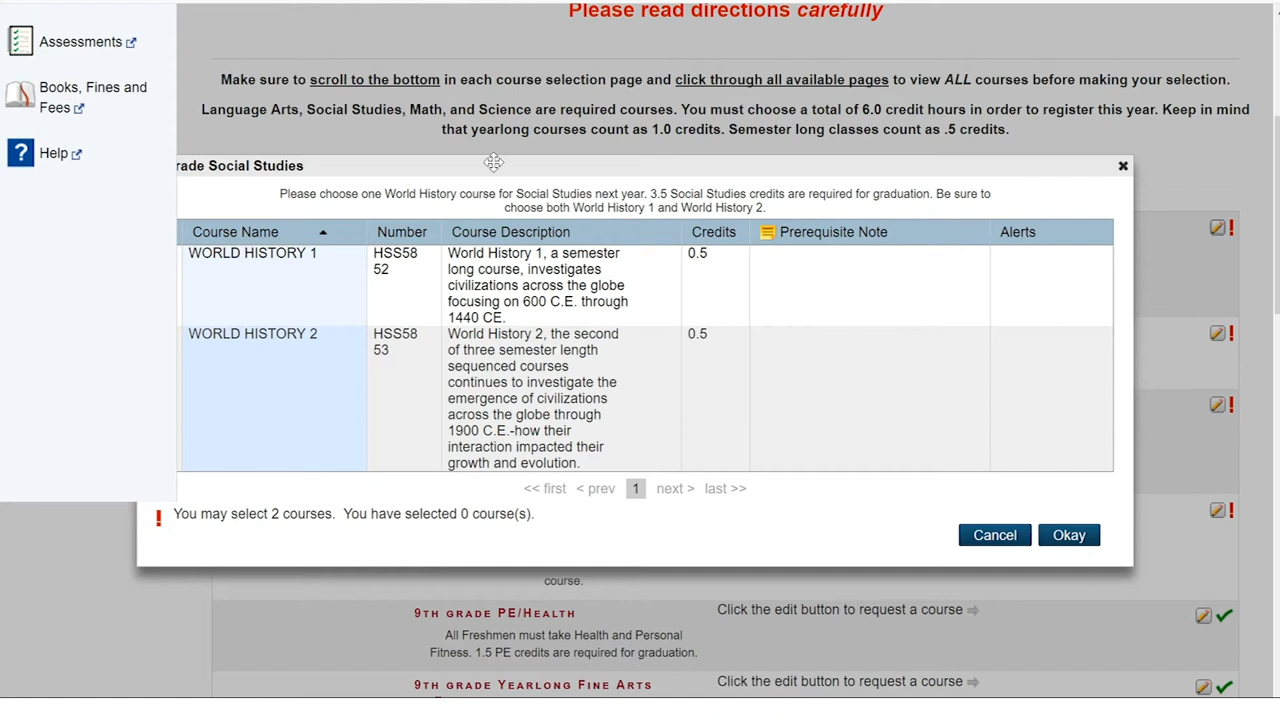 Please read directions carefully
Assessments
Make sure to scroll to the bottom in each course selection page and click through all available pages to view ALL courses before making your selection.
Books, Fines and
Fees
Language Arts, Social Studies, Math, and Science are required courses. You must choose a total of 6.0 credit hours in order to register this year. Keep in mind
that yearlong courses count as 1.0 credits. Semester long classes count as .5 credits.
? Help
rade Social Studies
Please choose one World History course for Social Studies next year. 3.5 Social Studies credits are required for graduation. Be sure to
choose both World History 1 and World History 2.
Course Name Number Course Description Credits Prerequisite Note Alerts
WORLD HISTORY 1 HSS58 World History 1, a semester 0.5
52 long course, investigates
civilizations across the globe
focusing on 600 C.E. through
1440 CE.
WORLD HISTORY 2 HSS58 World History 2, the second 0.5
53 of three semester length
sequenced courses
continues to investigate the
emergence of civilizations
across the globe through
1900 C.E.-how their
interaction impacted their
growth and evolution.
<< first < prev 1 next > last >>
! You may select 2 courses. You have selected 0 course(s).
Cancel Okay
course.
9TH GRADE PE/HEALTH Click the edit button to request a course
All Freshmen must take Health and Personal
Fitness. 1.5 PE credits are required for graduation.
9TH GRADE YEARLONG FINE ARTS Click the edit button to request a course